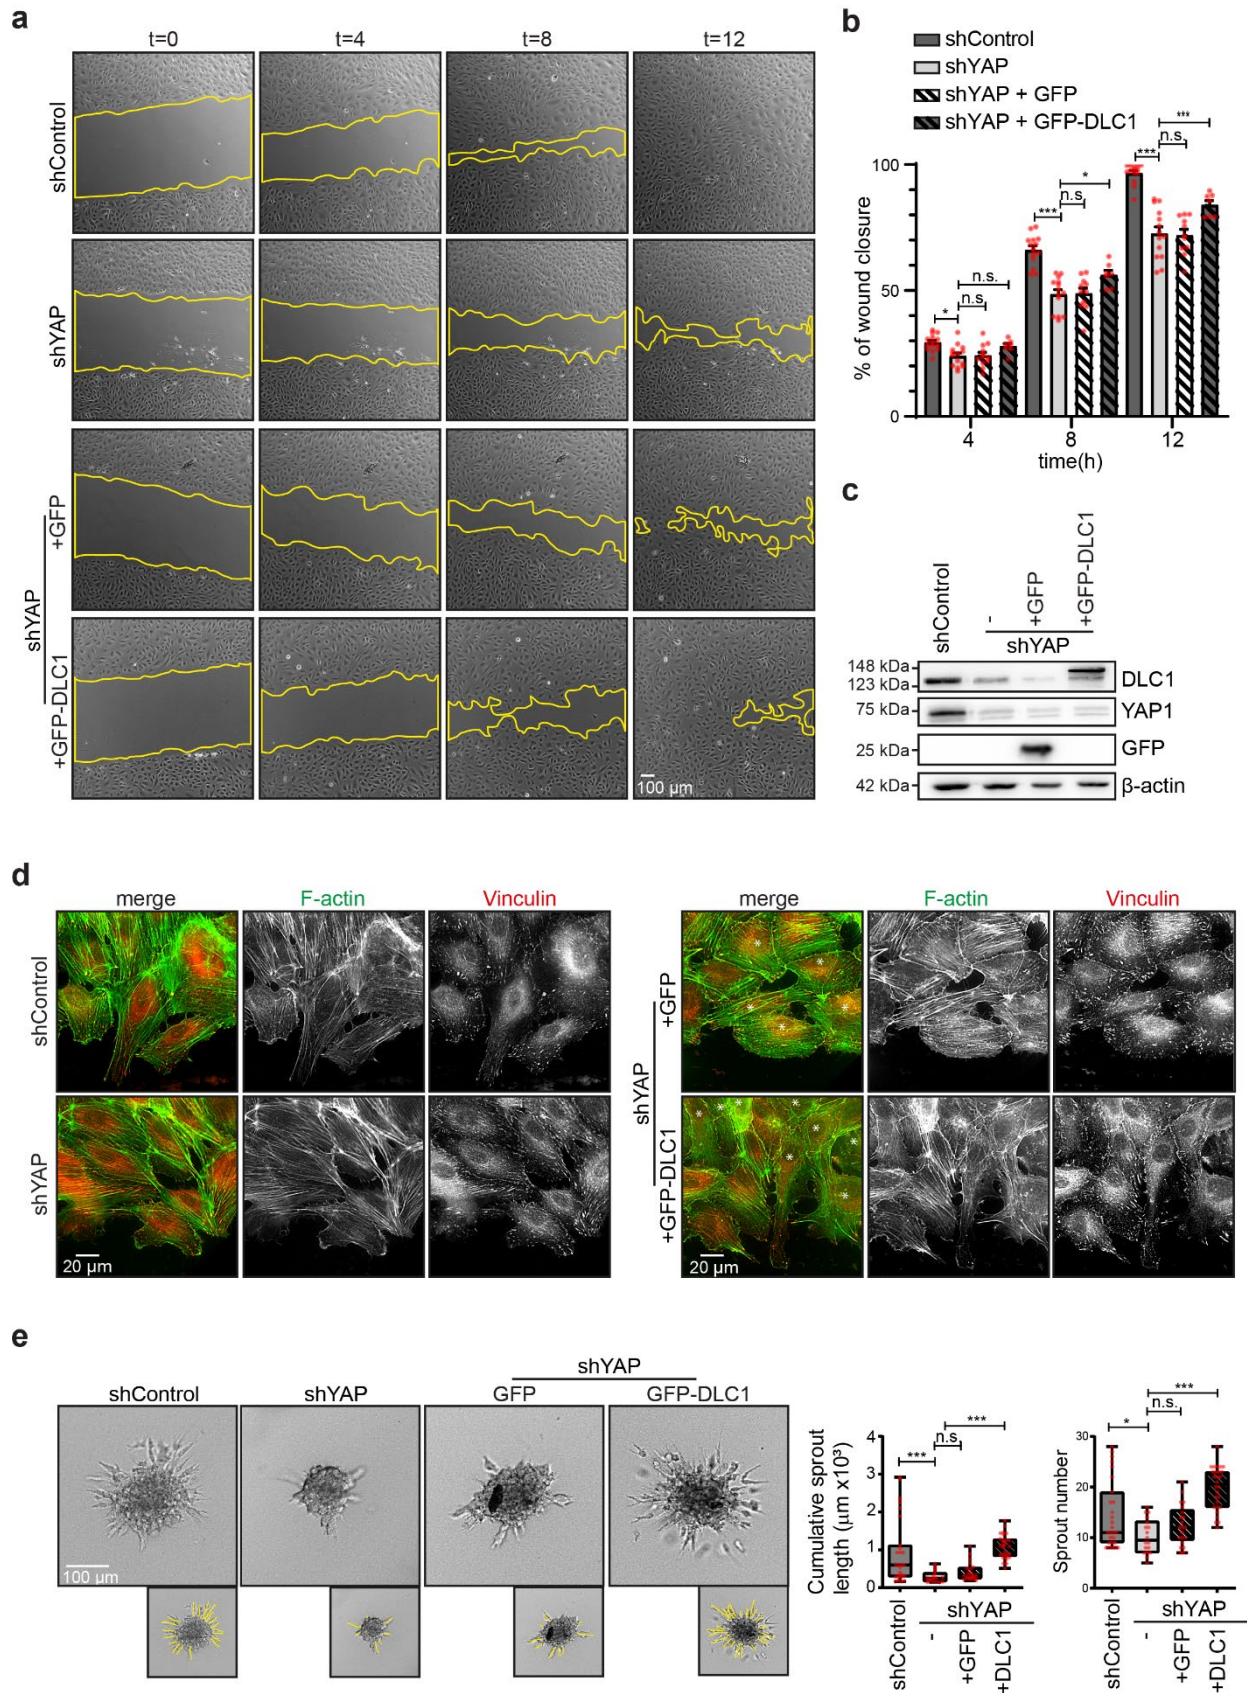 a
t=0 t=4 t=8 t=12
shControl
shYAP
shYAP
+GFP
+GFP-DLC1
100 µm
b
shControl
shYAP
shYAP + GFP
shYAP + GFP-DLC1
% of wound closure
100
50
0
* n.s n.s.
*** n.s *
*** n.s. ***
4 8 12
time(h)
c
shControl - +GFP +GFP-DLC1
shYAP
148 kDa
123 kDa
DLC1
75 kDa YAP1
25 kDa GFP
42 kDa β-actin
d
merge F-actin Vinculin
shControl
shYAP
20 µm
merge F-actin Vinculin
shYAP
+GFP
* * * *
+GFP-DLC1
* * * * * * *
20 µm
e
shYAP
shControl shYAP GFP GFP-DLC1
100 µm
Cumulative sprout
length (µm x10³)
4
3
2
1
0
*** n.s ***
shControl - +GFP +DLC1
shYAP
Sprout number
30
20
10
0
* n.s. ***
shControl - +GFP +DLC1
shYAP